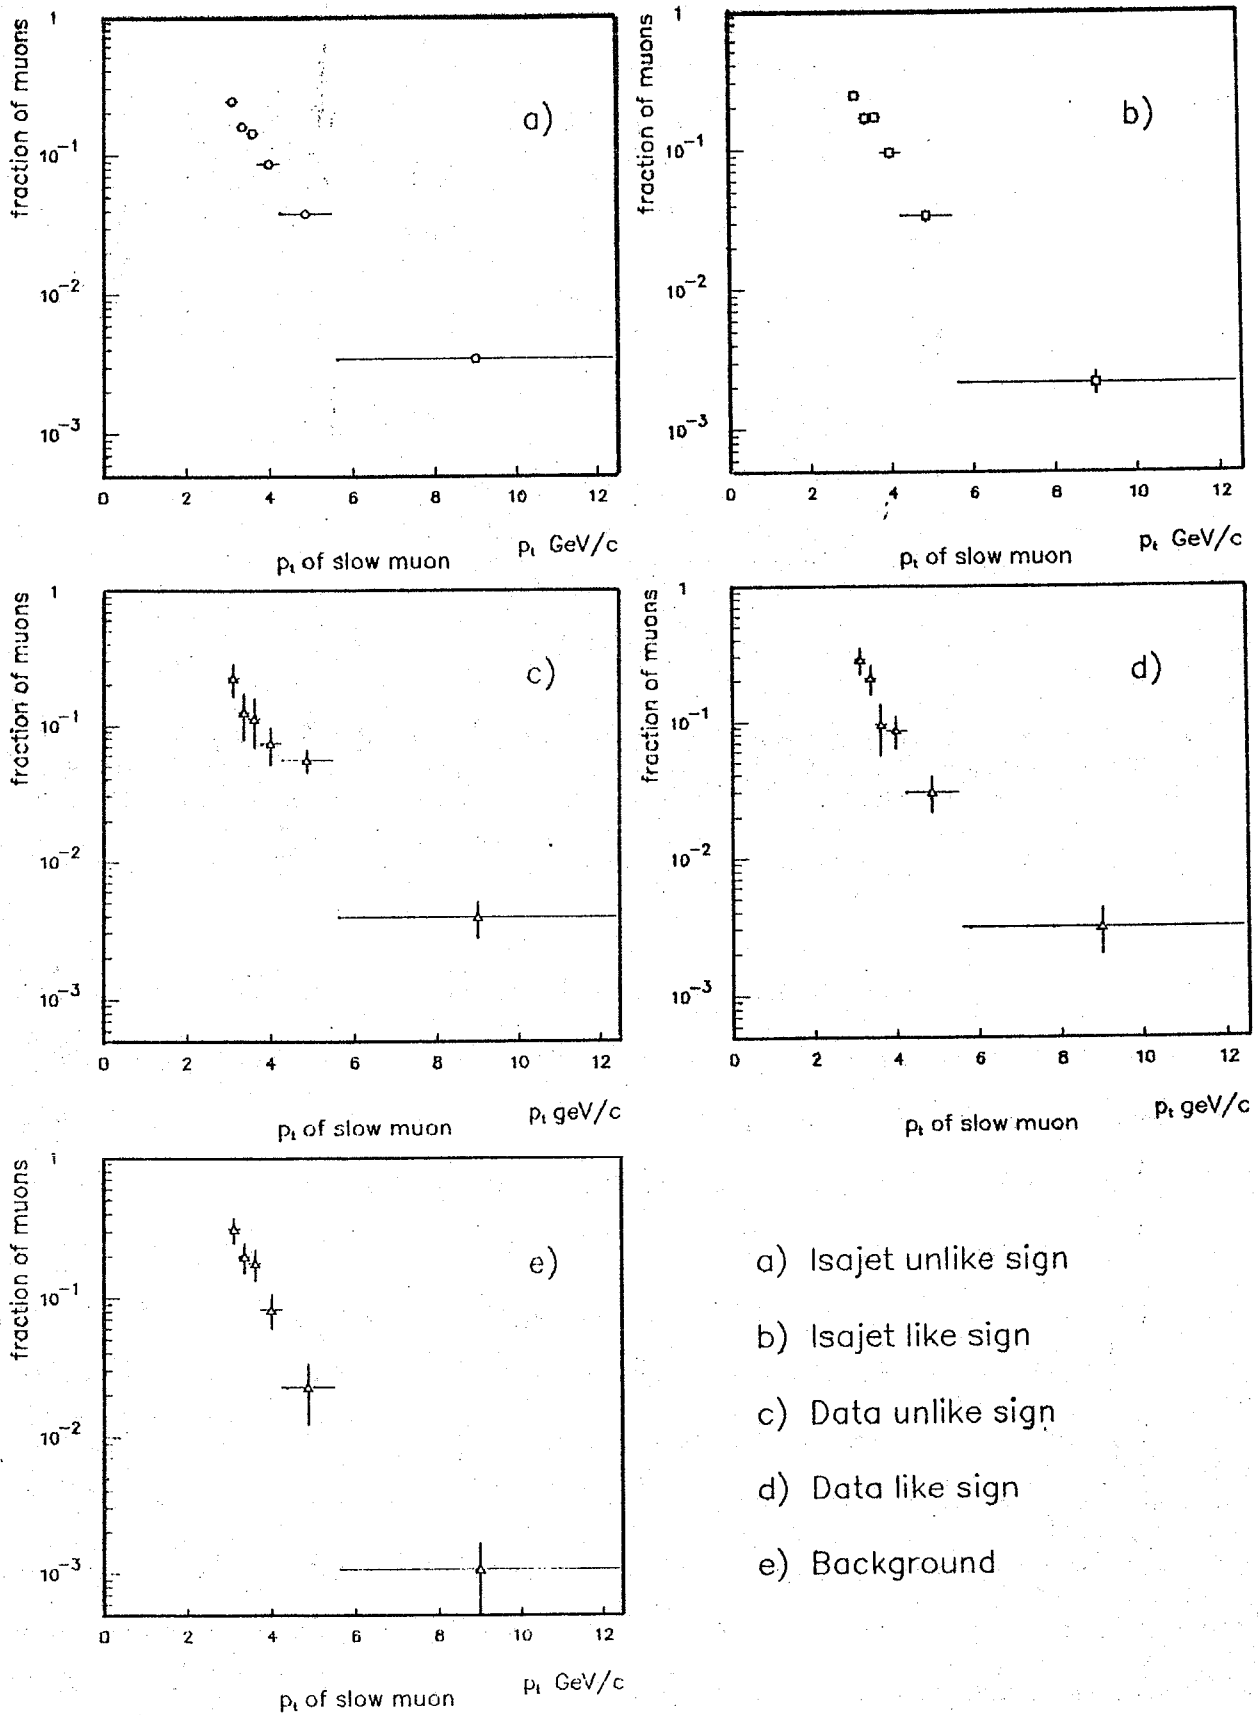 1
10⁻¹
10⁻²
10⁻³
fraction of muons
a)
0 2 4 6 8 10 12
pₜ GeV/c
pₜ of slow muon
1
10⁻¹
10⁻²
10⁻³
fraction of muons
b)
0 2 4 6 8 10 12
pₜ GeV/c
pₜ of slow muon
1
10⁻¹
10⁻²
10⁻³
fraction of muons
c)
0 2 4 6 8 10 12
pₜ geV/c
pₜ of slow muon
1
10⁻¹
10⁻²
10⁻³
fraction of muons
d)
0 2 4 6 8 10 12
pₜ geV/c
pₜ of slow muon
1
10⁻¹
10⁻²
10⁻³
fraction of muons
e)
0 2 4 6 8 10 12
pₜ GeV/c
pₜ of slow muon
a) Isajet unlike sign
b) Isajet like sign
c) Data unlike sign
d) Data like sign
e) Background